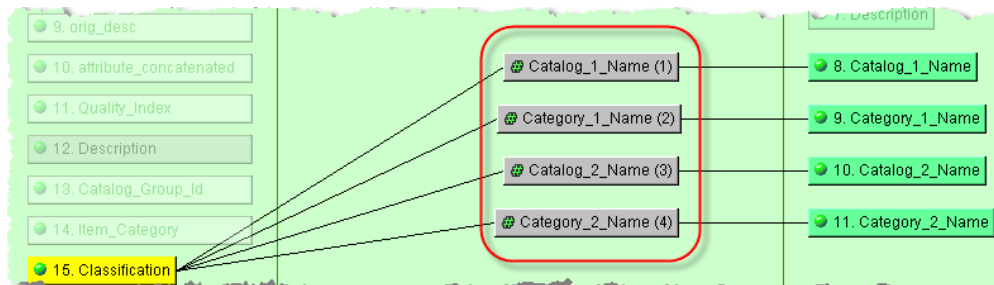 9. orig_desc
10. attribute_concatenated
11. Quality_Index
12. Description
13. Catalog_Group_Id
14. Item_Category
15. Classification
Catalog_1_Name (1)
Category_1_Name (2)
Catalog_2_Name (3)
Category_2_Name (4)
7. Description
8. Catalog_1_Name
9. Category_1_Name
10. Catalog_2_Name
11. Category_2_Name